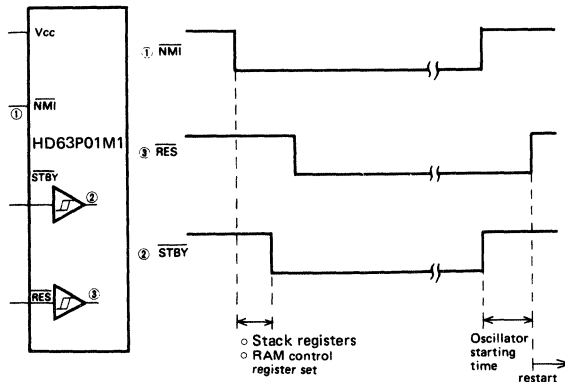 Vcc
NMI
①
HD63P01M1
STBY
②
RES
③
① NMI
③ RES
② STBY
○ Stack registers
○ RAM control
register set
Oscillator
starting
time
restart